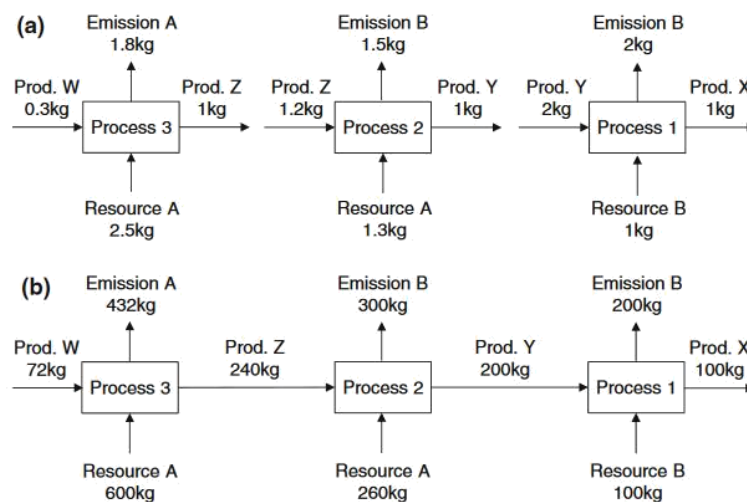 (a)
Emission A
1.8kg
Emission B
1.5kg
Emission B
2kg
Prod. W
0.3kg
Process 3
Prod. Z
1kg
Prod. Z
1.2kg
Process 2
Prod. Y
1kg
Prod. Y
2kg
Process 1
Prod. X
1kg
Resource A
2.5kg
Resource A
1.3kg
Resource B
1kg
(b)
Emission A
432kg
Emission B
300kg
Emission B
200kg
Prod. W
72kg
Process 3
Prod. Z
240kg
Process 2
Prod. Y
200kg
Process 1
Prod. X
100kg
Resource A
600kg
Resource A
260kg
Resource B
100kg